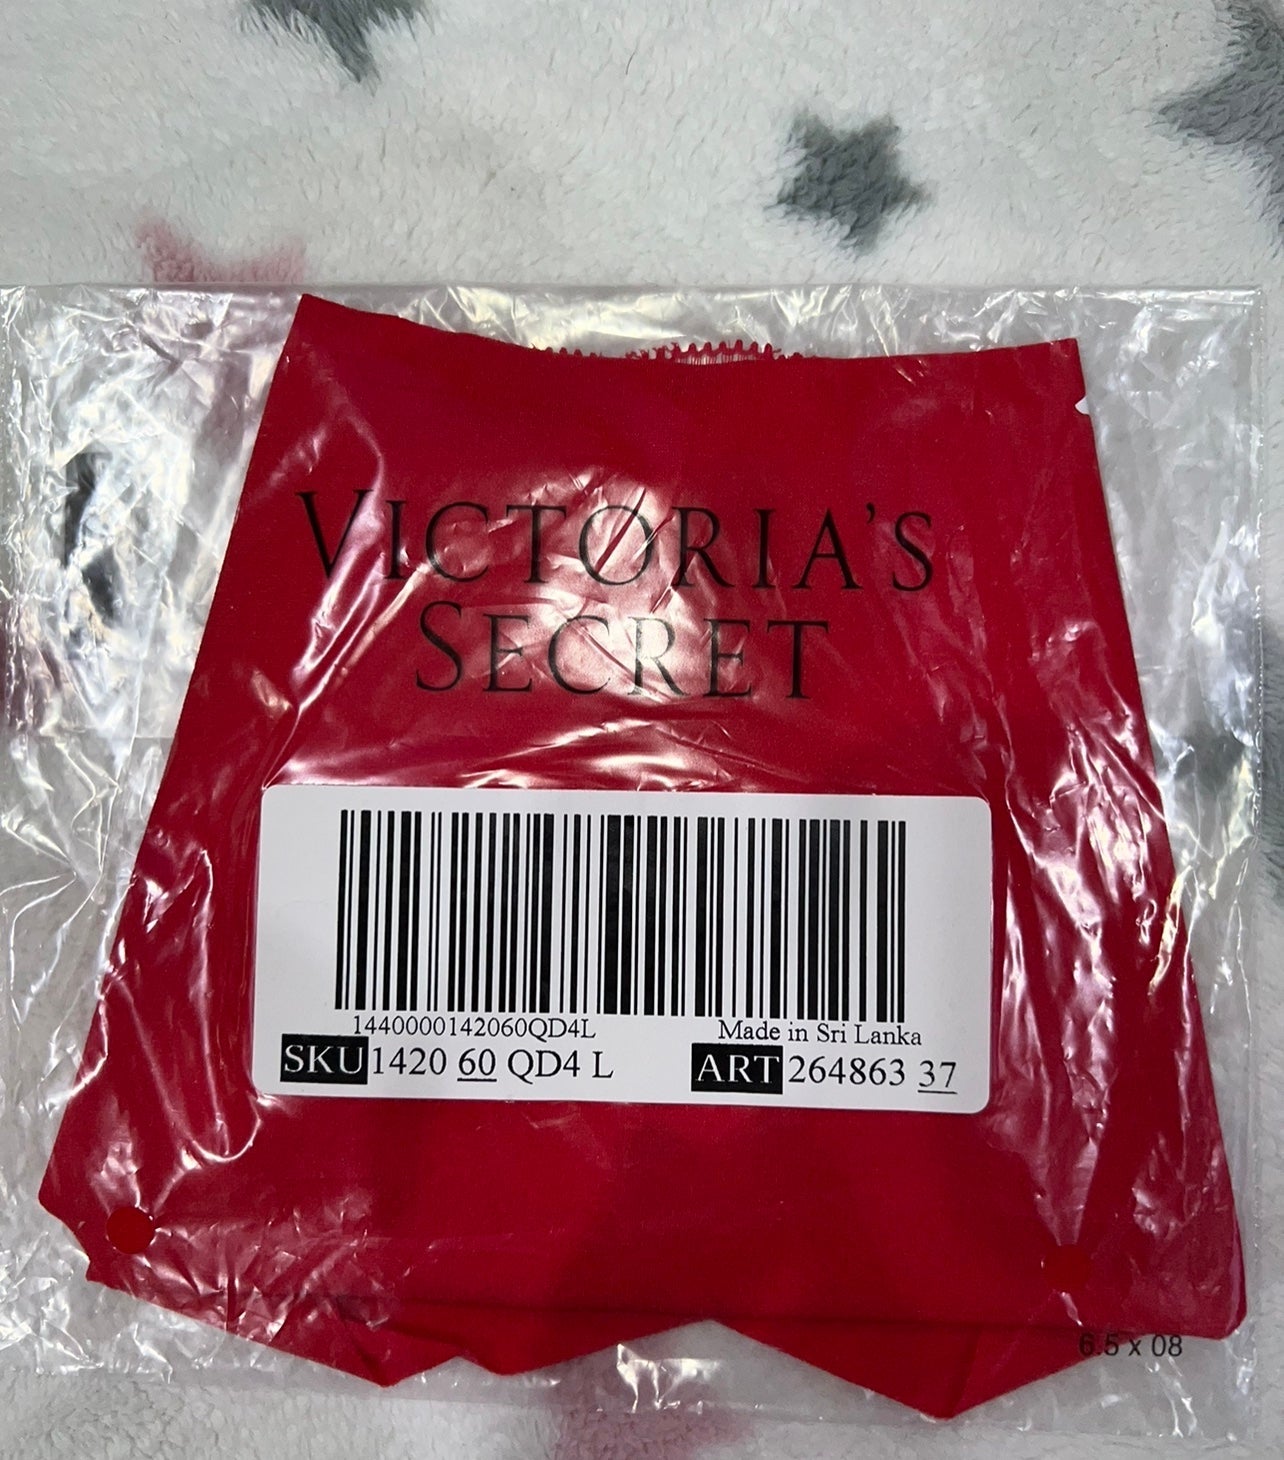 VICTORIA'S
SECRET
1440000142060QD4L
Made in Sri Lanka
SKU 1420 60 QD4 L
ART 264863 37
6.5 x 08